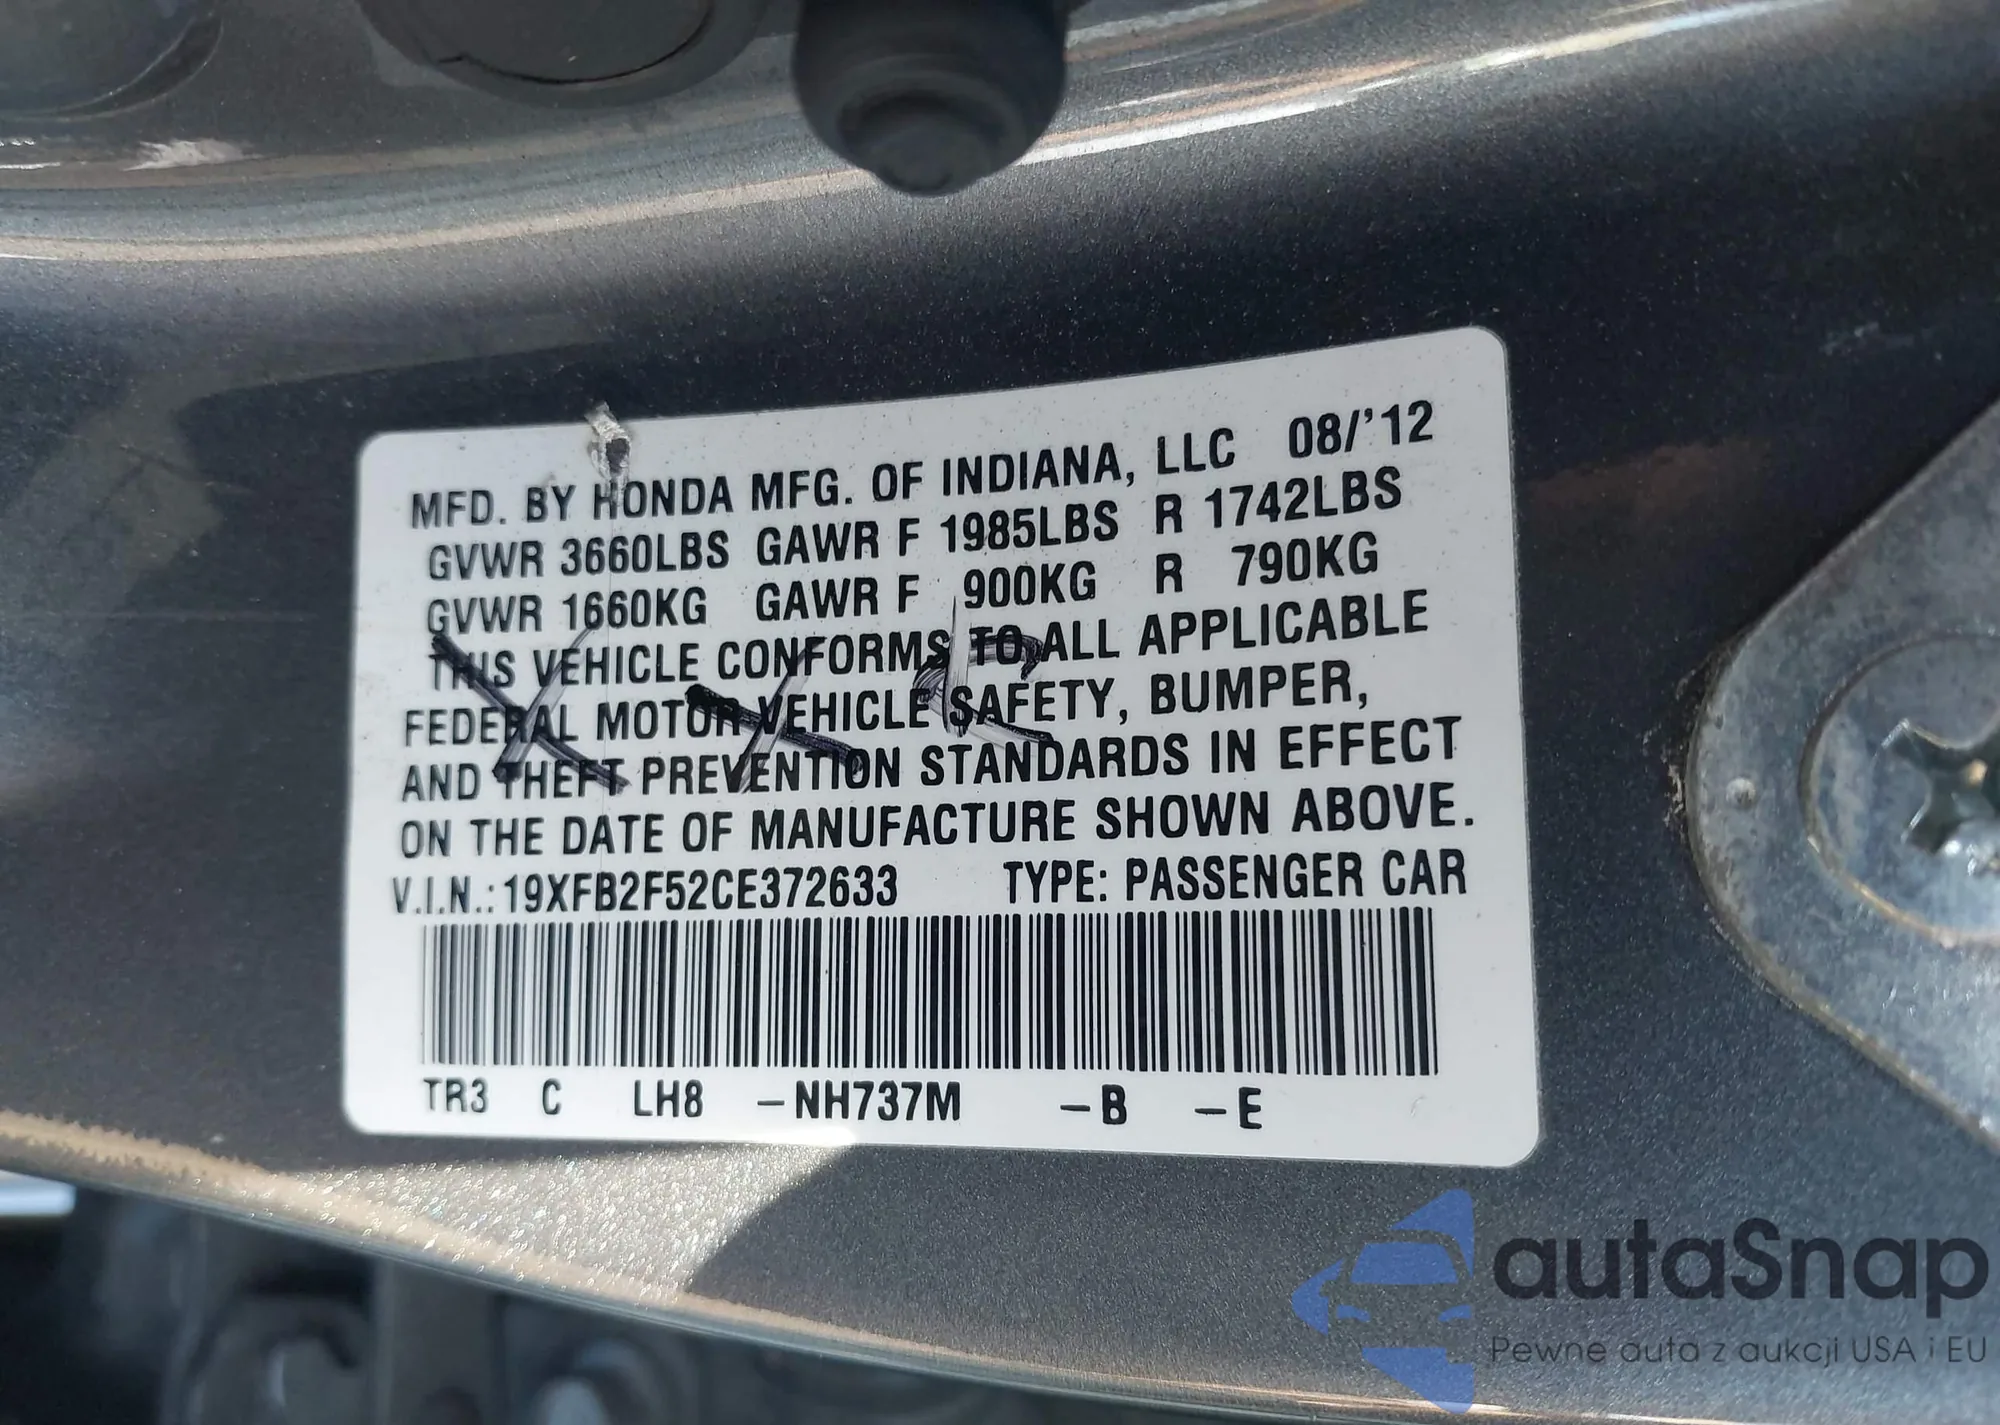 MFD. BY HONDA MFG. OF INDIANA, LLC 08/'12
GVWR 3660LBS GAWR F 1985LBS R 1742LBS
GVWR 1660KG GAWR F 900KG R 790KG
THIS VEHICLE CONFORMS TO ALL APPLICABLE
FEDERAL MOTOR VEHICLE SAFETY, BUMPER,
AND THEFT PREVENTION STANDARDS IN EFFECT
ON THE DATE OF MANUFACTURE SHOWN ABOVE.
V.I.N.: 19XFB2F52CE372633 TYPE: PASSENGER CAR
TR3 C LH8 –NH737M –B –E
autaSnap
Pewne auta z aukcji USA i EU